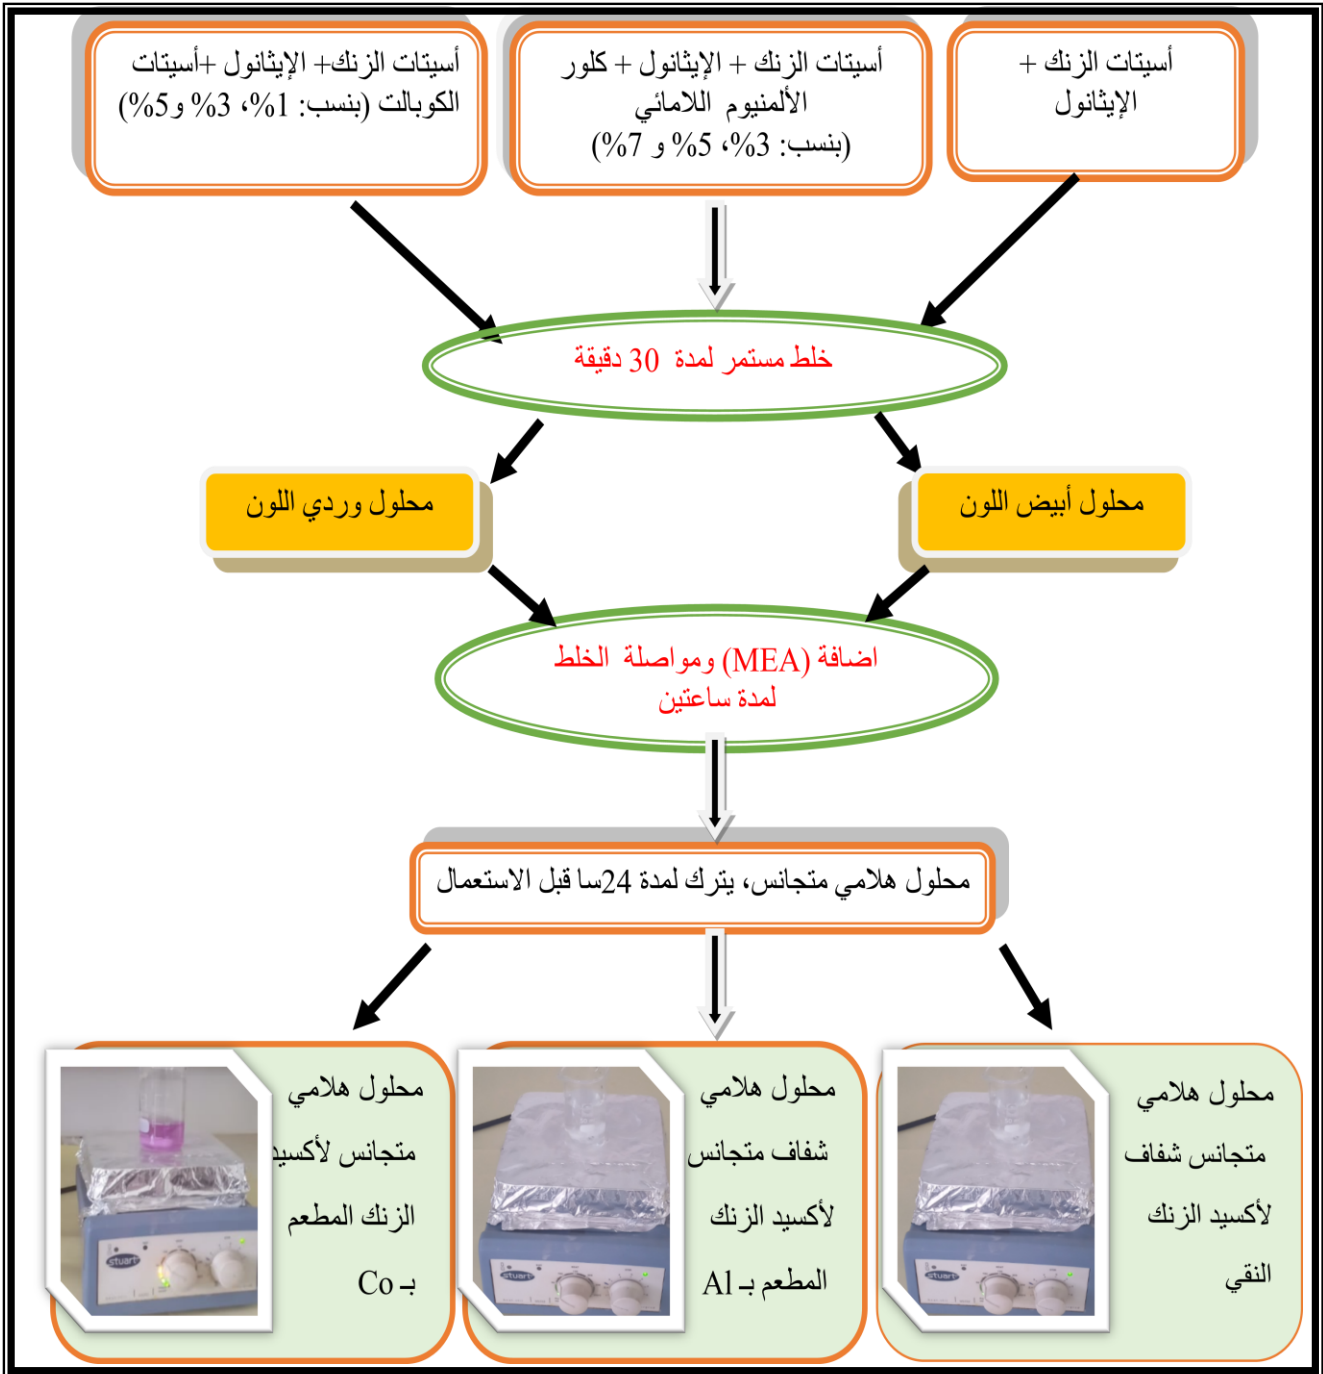 أسيتات الزنك +
الإيثانول
أسيتات الزنك + الإيثانول + كلور
الألمنيوم اللامائي
(بنسب: 3%، 5% و 7%)
أسيتات الزنك+ الإيثانول +أسيتات
الكوبالت (بنسب: 1%، 3% و5%)
خلط مستمر لمدة 30 دقيقة
محلول أبيض اللون
محلول وردي اللون
اضافة (MEA) ومواصلة الخلط
لمدة ساعتين
محلول هلامي متجانس، يترك لمدة 24سا قبل الاستعمال
محلول هلامي
متجانس شفاف
لأكسيد الزنك
النقي
stuart
محلول هلامي
شفاف متجانس
لأكسيد الزنك
المطعم بـ Al
stuart
محلول هلامي
متجانس لأكسيد
الزنك المطعم
بـ Co
stuart